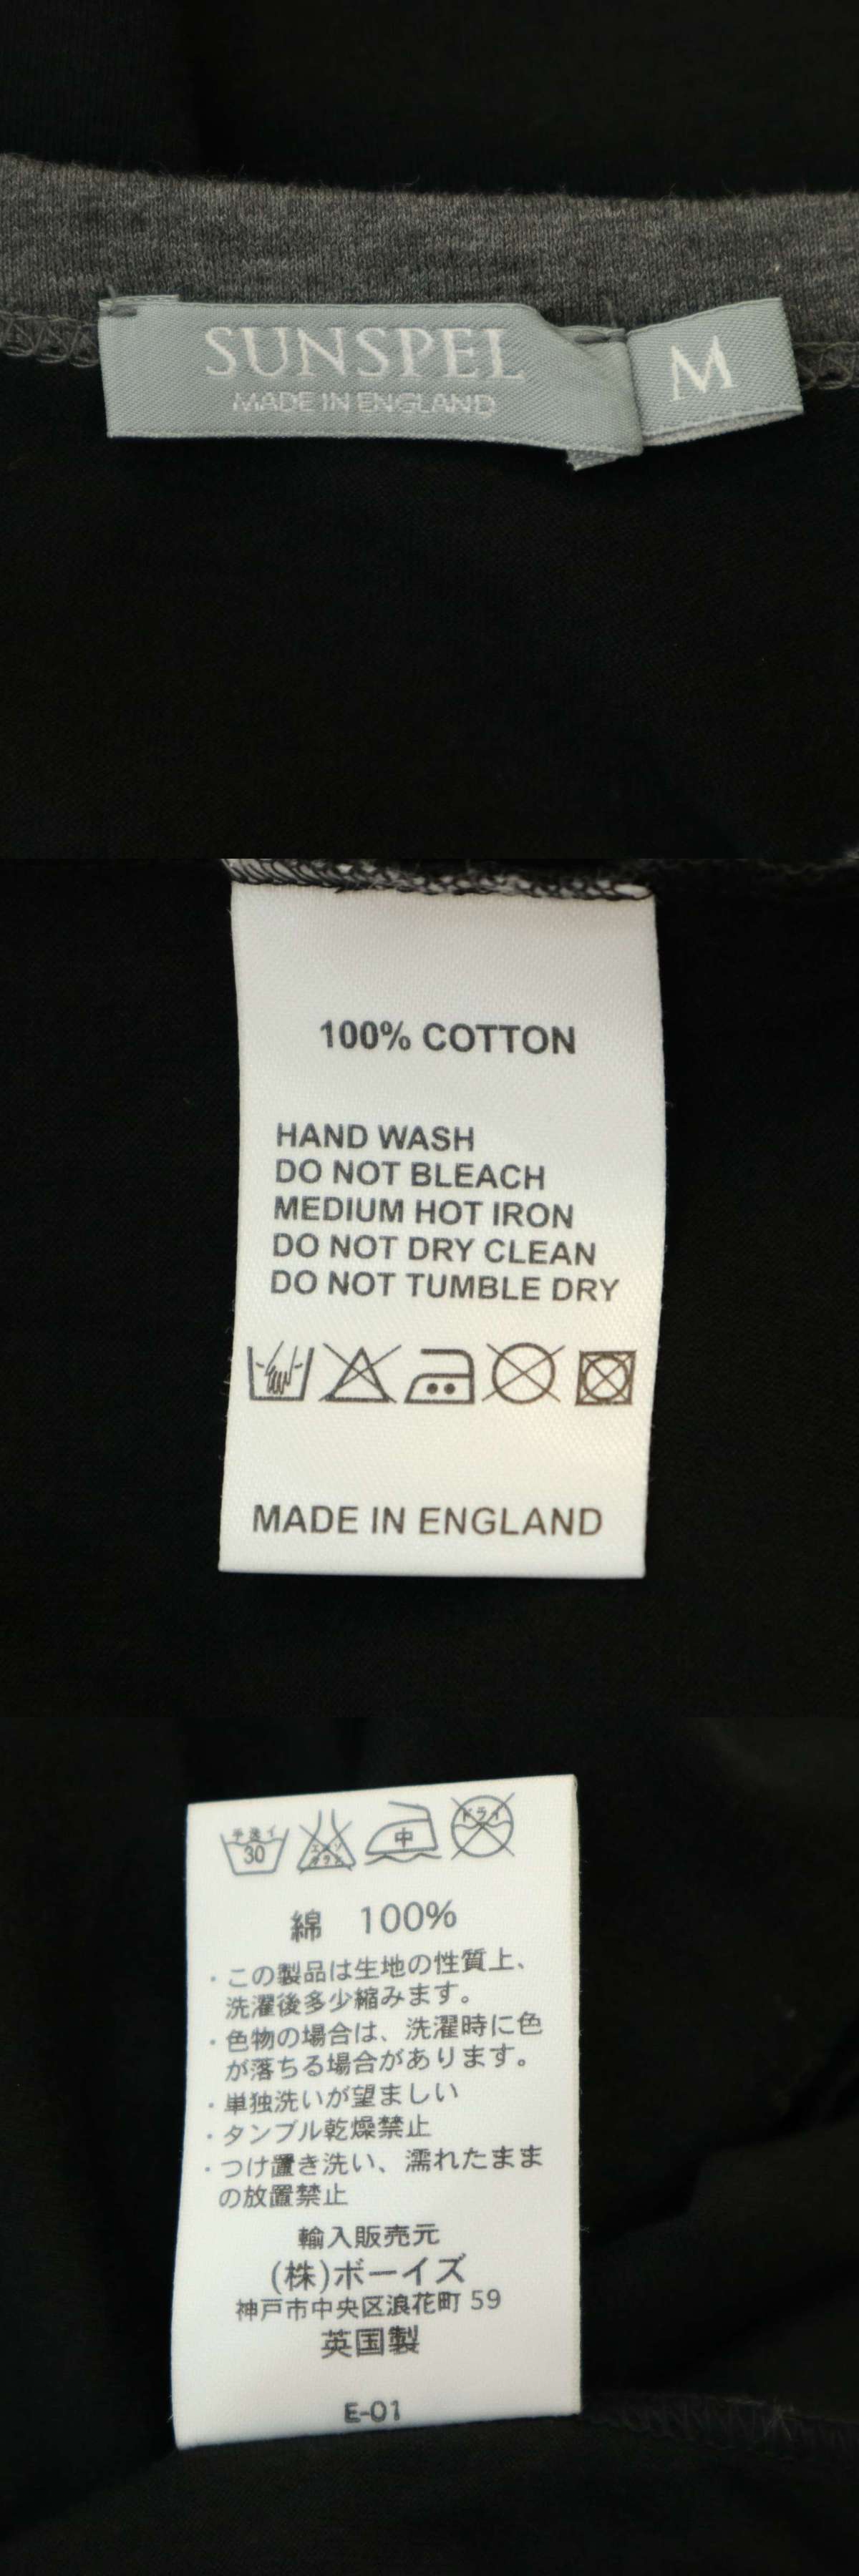 SUNSPEL
MADE IN ENGLAND
M
100% COTTON
HAND WASH
DO NOT BLEACH
MEDIUM HOT IRON
DO NOT DRY CLEAN
DO NOT TUMBLE DRY
MADE IN ENGLAND
手洗イ
30
エンソ
サラシ
中
ドライ
綿 100%
・この製品は生地の性質上、
洗濯後多少縮みます。
・色物の場合は、洗濯時に色
が落ちる場合があります。
・単独洗いが望ましい
・タンブル乾燥禁止
・つけ置き洗い、濡れたまま
の放置禁止
輸入販売元
(株)ボーイズ
神戸市中央区浪花町 59
英国製
E-01